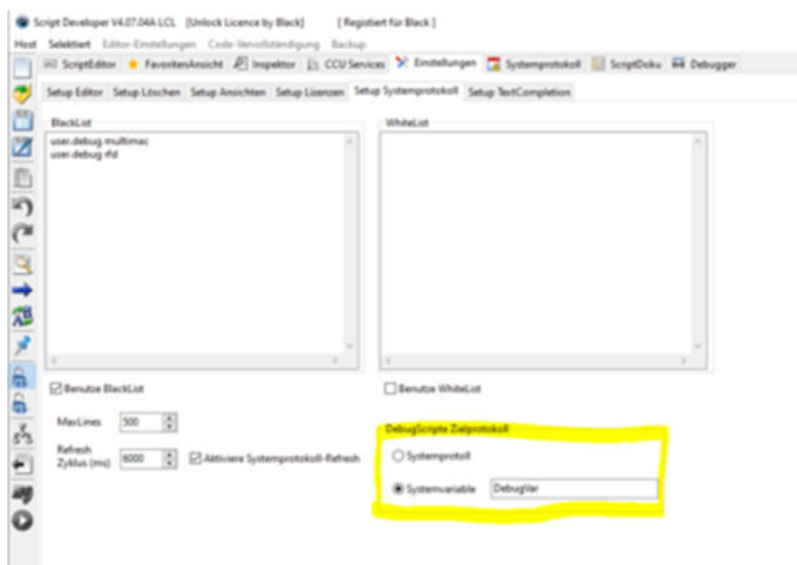 Script Developer V4.07.04A LCL [Unlock Licence by Black] [ Registiert für Black ]
Host Selektiert Editor-Einstellungen Code-Vervollständigung Backup
ScriptEditor FavoritenAnsicht Inspektor CCU Services Einstellungen Systemprotokoll ScriptDoku Debugger
Setup Editor Setup Löschen Setup Ansichten Setup Lizenzen Setup Systemprotokoll Setup TextCompletion
BlackList WhiteList
user.debug multimac
user.debug rfd
Benutze BlackList Benutze WhiteList
MaxLines 500
DebugScripte Zielprotokoll
Refresh
Zyklus (ms) 6000 Aktiviere Systemprotokoll-Refresh
Systemprotoll
Systemvariable DebugVar